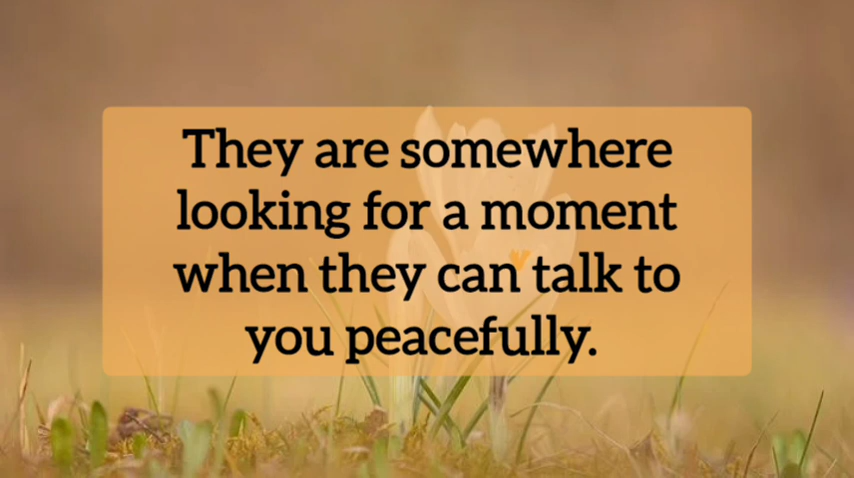 They are somewhere
looking for a moment
when they can talk to
you peacefully.